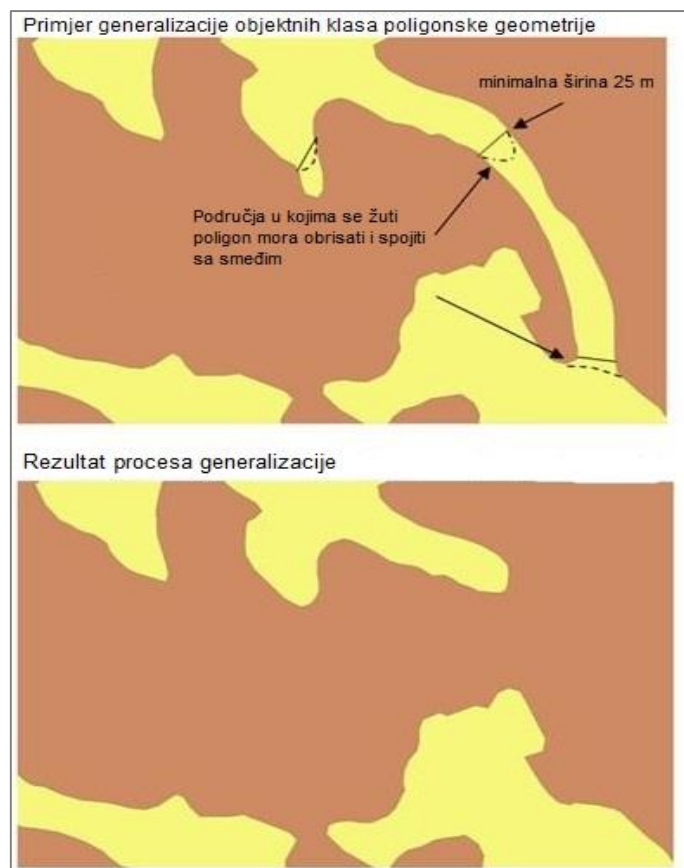 Primjer generalizacije objektnih klasa poligonske geometrije
minimalna širina 25 m
Područja u kojima se žuti
poligon mora obrisati i spojiti
sa smeđim
Rezultat procesa generalizacije